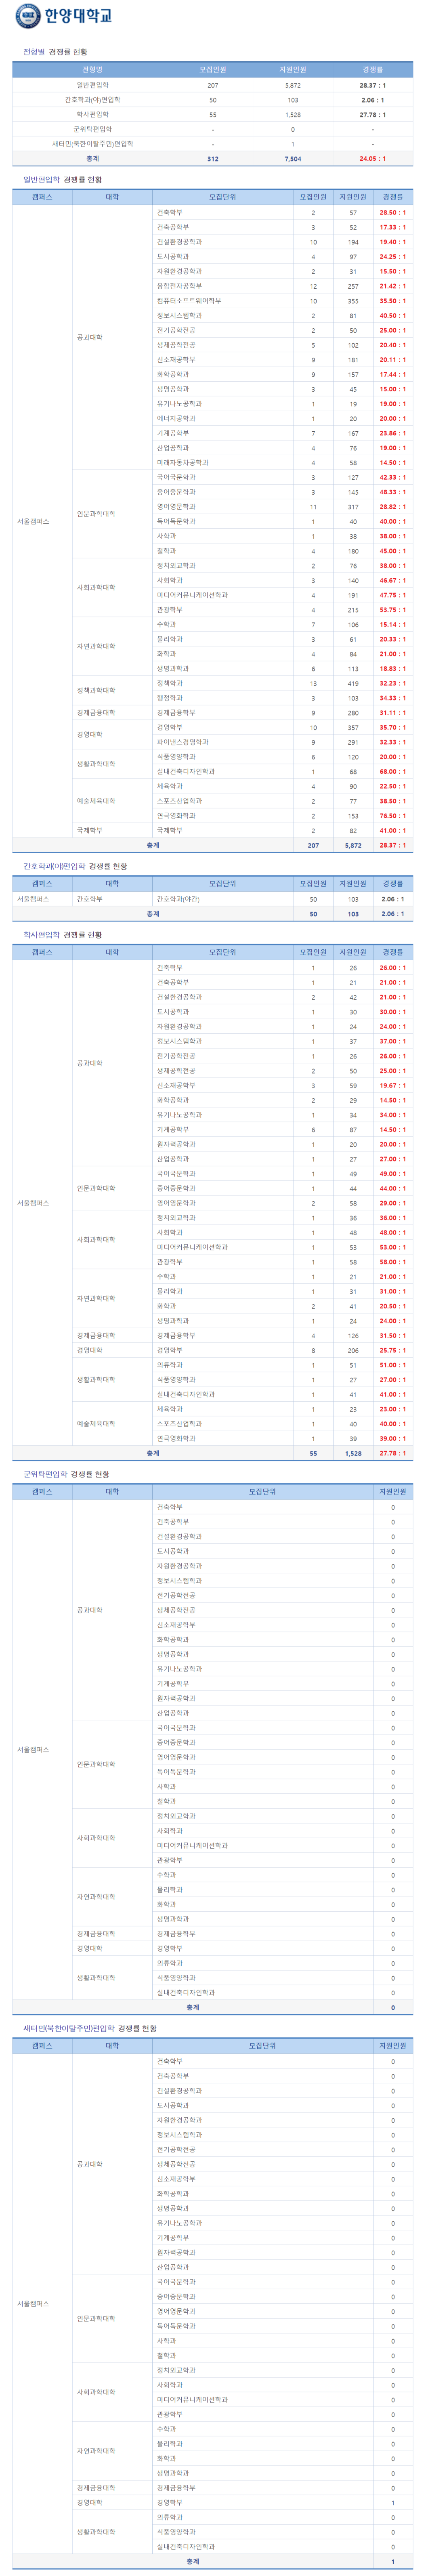 한양대학교
전형별 경쟁률 현황
전형명 모집인원 지원인원 경쟁률
일반편입학 207 5,872 28.37 : 1
간호학과(야)편입학 50 103 2.06 : 1
학사편입학 55 1,528 27.78 : 1
군위탁편입학 - 0 -
새터민(북한이탈주민)편입학 - 1 -
총계 312 7,504 24.05 : 1
일반편입학 경쟁률 현황
캠퍼스 대학 모집단위 모집인원 지원인원 경쟁률
서울캠퍼스 공과대학 건축학부 2 57 28.50 : 1
건축공학부 3 52 17.33 : 1
건설환경공학과 10 194 19.40 : 1
도시공학과 4 97 24.25 : 1
자원환경공학과 2 31 15.50 : 1
융합전자공학부 12 257 21.42 : 1
컴퓨터소프트웨어학부 10 355 35.50 : 1
정보시스템학과 2 81 40.50 : 1
전기공학전공 2 50 25.00 : 1
생체공학전공 5 102 20.40 : 1
신소재공학부 9 181 20.11 : 1
화학공학과 9 157 17.44 : 1
생명공학과 3 45 15.00 : 1
유기나노공학과 1 19 19.00 : 1
에너지공학과 1 20 20.00 : 1
기계공학부 7 167 23.86 : 1
산업공학과 4 76 19.00 : 1
미래자동차공학과 4 58 14.50 : 1
인문과학대학 국어국문학과 3 127 42.33 : 1
중어중문학과 3 145 48.33 : 1
영어영문학과 11 317 28.82 : 1
독어독문학과 1 40 40.00 : 1
사학과 1 38 38.00 : 1
철학과 4 180 45.00 : 1
사회과학대학 정치외교학과 2 76 38.00 : 1
사회학과 3 140 46.67 : 1
미디어커뮤니케이션학과 4 191 47.75 : 1
관광학부 4 215 53.75 : 1
자연과학대학 수학과 7 106 15.14 : 1
물리학과 3 61 20.33 : 1
화학과 4 84 21.00 : 1
생명과학과 6 113 18.83 : 1
정책과학대학 정책학과 13 419 32.23 : 1
행정학과 3 103 34.33 : 1
경제금융대학 경제금융학부 9 280 31.11 : 1
경영대학 경영학부 10 357 35.70 : 1
파이낸스경영학과 9 291 32.33 : 1
생활과학대학 식품영양학과 6 120 20.00 : 1
실내건축디자인학과 1 68 68.00 : 1
예술체육대학 체육학과 4 90 22.50 : 1
스포츠산업학과 2 77 38.50 : 1
연극영화학과 2 153 76.50 : 1
국제학부 국제학부 2 82 41.00 : 1
총계 207 5,872 28.37 : 1
간호학과(야)편입학 경쟁률 현황
캠퍼스 대학 모집단위 모집인원 지원인원 경쟁률
서울캠퍼스 간호학부 간호학과(야간) 50 103 2.06 : 1
총계 50 103 2.06 : 1
학사편입학 경쟁률 현황
캠퍼스 대학 모집단위 모집인원 지원인원 경쟁률
서울캠퍼스 공과대학 건축학부 1 26 26.00 : 1
건축공학부 1 21 21.00 : 1
건설환경공학과 2 42 21.00 : 1
도시공학과 1 30 30.00 : 1
자원환경공학과 1 24 24.00 : 1
정보시스템학과 1 37 37.00 : 1
전기공학전공 1 26 26.00 : 1
생체공학전공 2 50 25.00 : 1
신소재공학부 3 59 19.67 : 1
화학공학과 2 29 14.50 : 1
유기나노공학과 1 34 34.00 : 1
기계공학부 6 87 14.50 : 1
원자력공학과 1 20 20.00 : 1
산업공학과 1 27 27.00 : 1
인문과학대학 국어국문학과 1 49 49.00 : 1
중어중문학과 1 44 44.00 : 1
영어영문학과 2 58 29.00 : 1
사회과학대학 정치외교학과 1 36 36.00 : 1
사회학과 1 48 48.00 : 1
미디어커뮤니케이션학과 1 53 53.00 : 1
관광학부 1 58 58.00 : 1
자연과학대학 수학과 1 21 21.00 : 1
물리학과 1 31 31.00 : 1
화학과 2 41 20.50 : 1
생명과학과 1 24 24.00 : 1
경제금융대학 경제금융학부 4 126 31.50 : 1
경영대학 경영학부 8 206 25.75 : 1
생활과학대학 의류학과 1 51 51.00 : 1
식품영양학과 1 27 27.00 : 1
실내건축디자인학과 1 41 41.00 : 1
예술체육대학 체육학과 1 23 23.00 : 1
스포츠산업학과 1 40 40.00 : 1
연극영화학과 1 39 39.00 : 1
총계 55 1,528 27.78 : 1
군위탁편입학 경쟁률 현황
캠퍼스 대학 모집단위 지원인원
서울캠퍼스 공과대학 건축학부 0
건축공학부 0
건설환경공학과 0
도시공학과 0
자원환경공학과 0
정보시스템학과 0
전기공학전공 0
생체공학전공 0
신소재공학부 0
화학공학과 0
생명공학과 0
유기나노공학과 0
기계공학부 0
원자력공학과 0
산업공학과 0
인문과학대학 국어국문학과 0
중어중문학과 0
영어영문학과 0
독어독문학과 0
사학과 0
철학과 0
사회과학대학 정치외교학과 0
사회학과 0
미디어커뮤니케이션학과 0
관광학부 0
자연과학대학 수학과 0
물리학과 0
화학과 0
생명과학과 0
경제금융대학 경제금융학부 0
경영대학 경영학부 0
생활과학대학 의류학과 0
식품영양학과 0
실내건축디자인학과 0
총계 0
새터민(북한이탈주민)편입학 경쟁률 현황
캠퍼스 대학 모집단위 지원인원
서울캠퍼스 공과대학 건축학부 0
건축공학부 0
건설환경공학과 0
도시공학과 0
자원환경공학과 0
정보시스템학과 0
전기공학전공 0
생체공학전공 0
신소재공학부 0
화학공학과 0
생명공학과 0
유기나노공학과 0
기계공학부 0
원자력공학과 0
산업공학과 0
인문과학대학 국어국문학과 0
중어중문학과 0
영어영문학과 0
독어독문학과 0
사학과 0
철학과 0
사회과학대학 정치외교학과 0
사회학과 0
미디어커뮤니케이션학과 0
관광학부 0
자연과학대학 수학과 0
물리학과 0
화학과 0
생명과학과 0
경제금융대학 경제금융학부 0
경영대학 경영학부 1
생활과학대학 의류학과 0
식품영양학과 0
실내건축디자인학과 0
총계 1